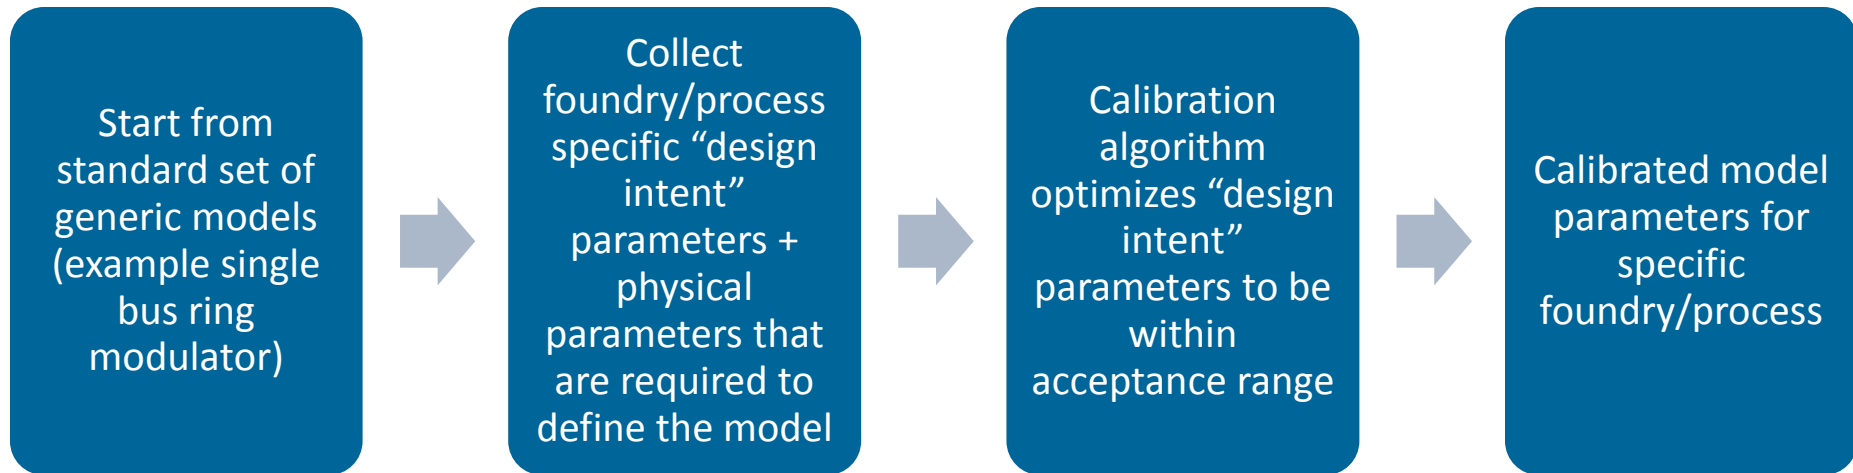 Start from
standard set of
generic models
(example single
bus ring
modulator)
Collect
foundry/process
specific “design
intent”
parameters +
physical
parameters that
are required to
define the model
Calibration
algorithm
optimizes “design
intent”
parameters to be
within
acceptance range
Calibrated model
parameters for
specific
foundry/process